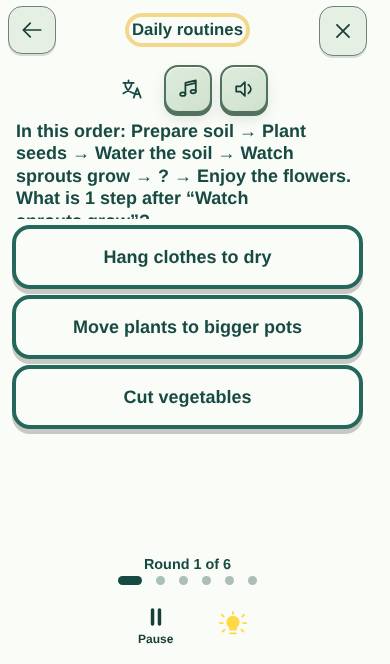 Daily routines
In this order: Prepare soil → Plant
seeds → Water the soil → Watch
sprouts grow → ? → Enjoy the flowers.
What is 1 step after “Watch
sprouts grow”?
Hang clothes to dry
Move plants to bigger pots
Cut vegetables
Round 1 of 6
Pause